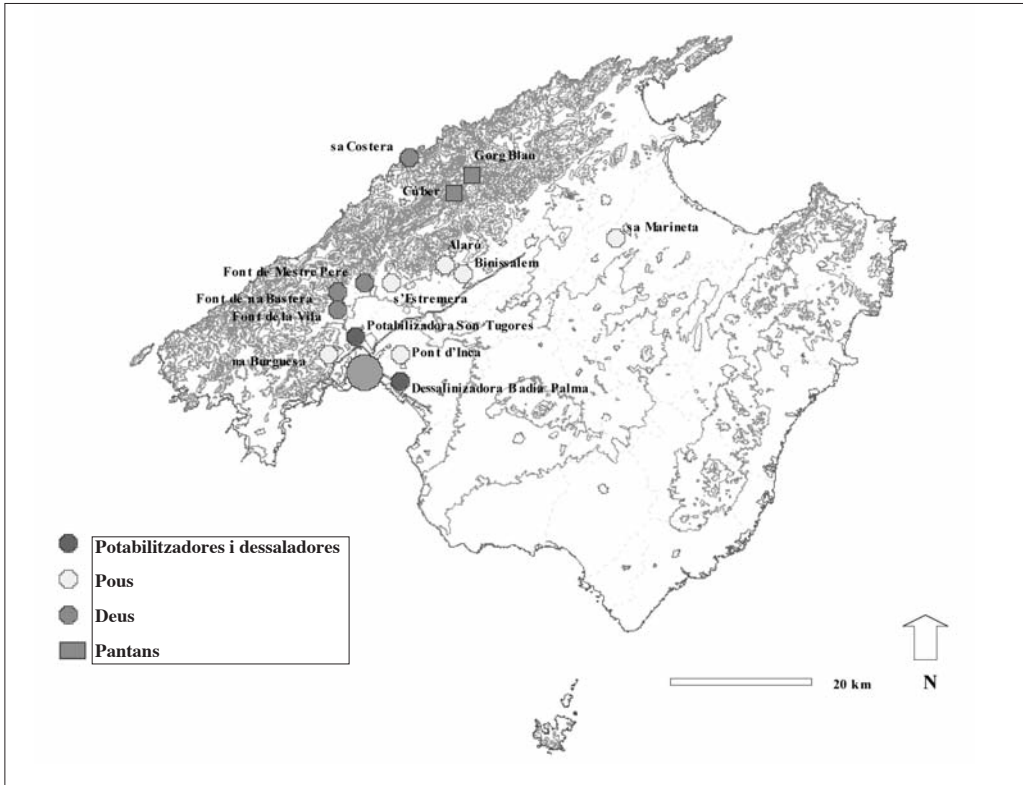 sa Costera
Gorg Blau
Cúber
sa Marineta
Alaró
Binissalem
Font de Mestre Pere
s'Estremera
Font de na Bastera
Font de la Vila
Potabilizadora Son Tugores
na Burguesa
Pont d'Inca
Dessalinizadora Badia Palma
Potabilitzadores i dessaladores
Pous
Deus
Pantans
20 km
N